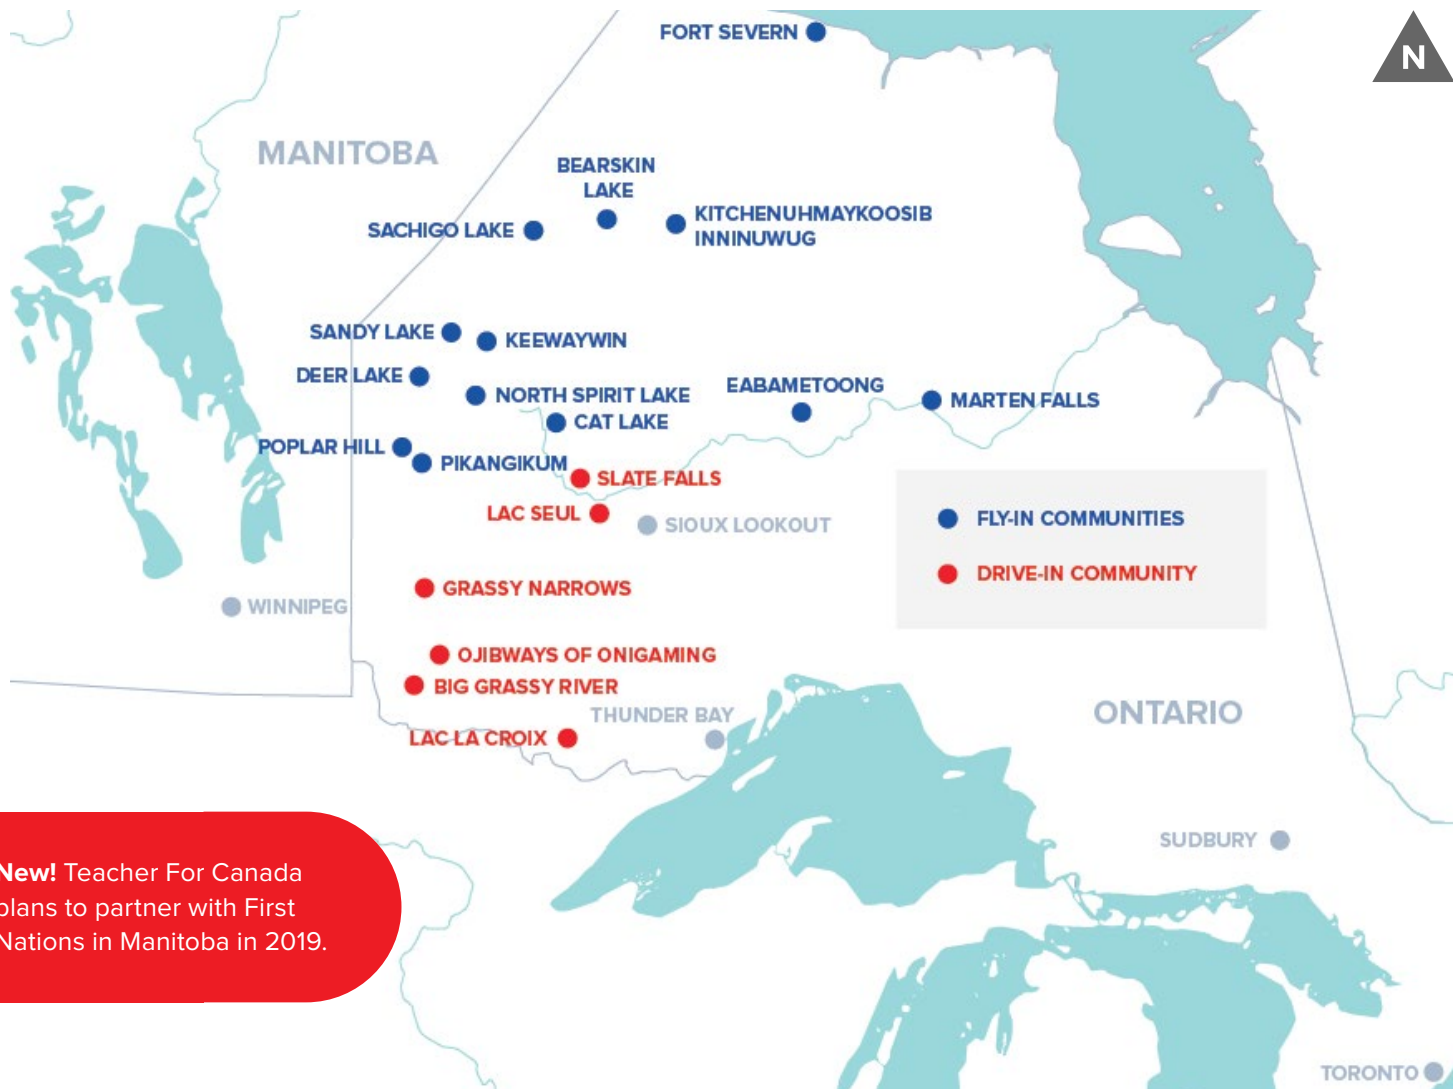 FORT SEVERN
N
MANITOBA
BEARSKIN
LAKE
SACHIGO LAKE
KITCHENUHMAYKOOSIB
INNINUWUG
SANDY LAKE
KEEWAYWIN
DEER LAKE
NORTH SPIRIT LAKE
EABAMETOONG
MARTEN FALLS
CAT LAKE
POPLAR HILL
PIKANGIKUM
SLATE FALLS
LAC SEUL
SIOUX LOOKOUT
FLY-IN COMMUNITIES
DRIVE-IN COMMUNITY
GRASSY NARROWS
WINNIPEG
OJIBWAYS OF ONIGAMING
BIG GRASSY RIVER
THUNDER BAY
ONTARIO
LAC LA CROIX
SUDBURY
New! Teacher For Canada
plans to partner with First
Nations in Manitoba in 2019.
TORONTO